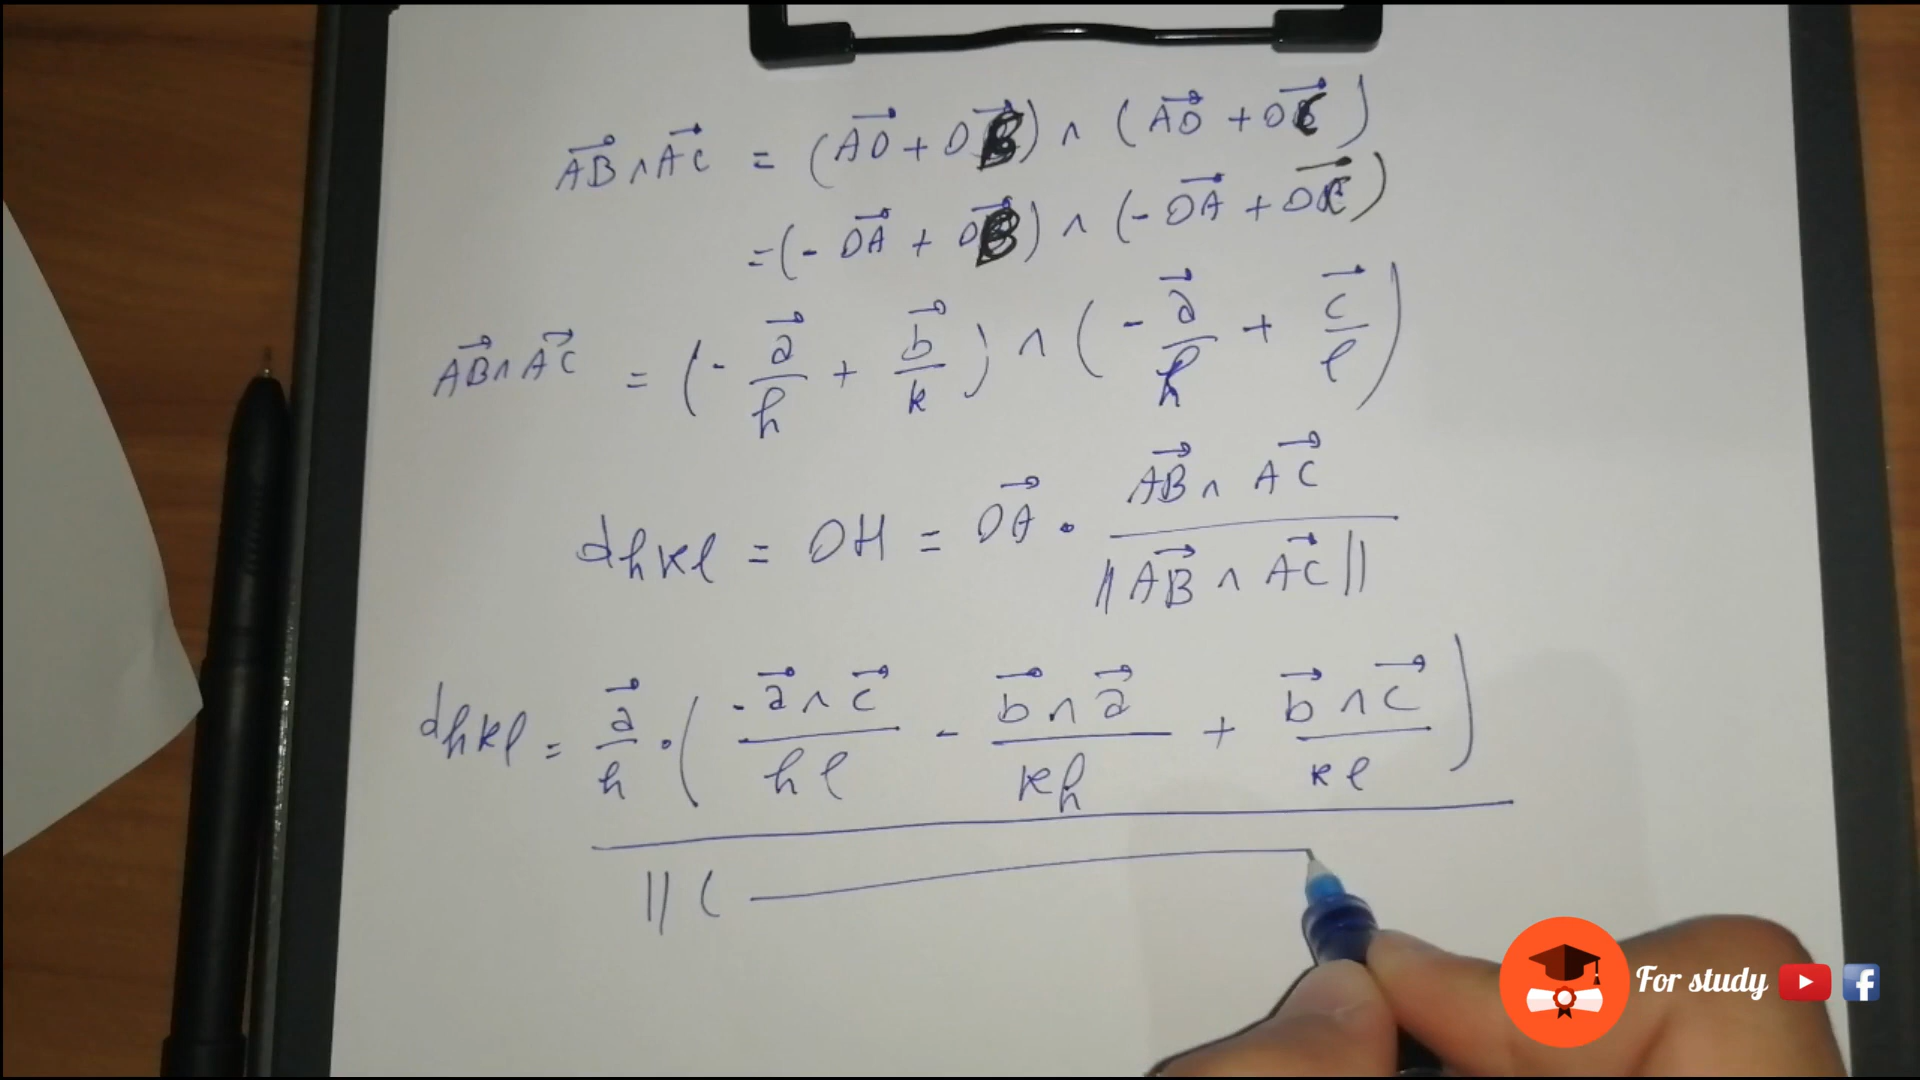 AB⃗ ∧ AC⃗ = (AO⃗ + OB⃗) ∧ (AO⃗ + OC⃗)
= (- OA⃗ + OB⃗) ∧ (- OA⃗ + OC⃗)
AB⃗ ∧ AC⃗ = (- a⃗/h + b⃗/k) ∧ (- a⃗/h + c⃗/l)
dhkl = OH = OA⃗ · AB⃗ ∧ AC⃗ / ||AB⃗ ∧ AC⃗||
dhkl = a⃗/h · (- a⃗ ∧ c⃗/hl - b⃗ ∧ a⃗/kh + b⃗ ∧ c⃗/kl)
|| (
For study